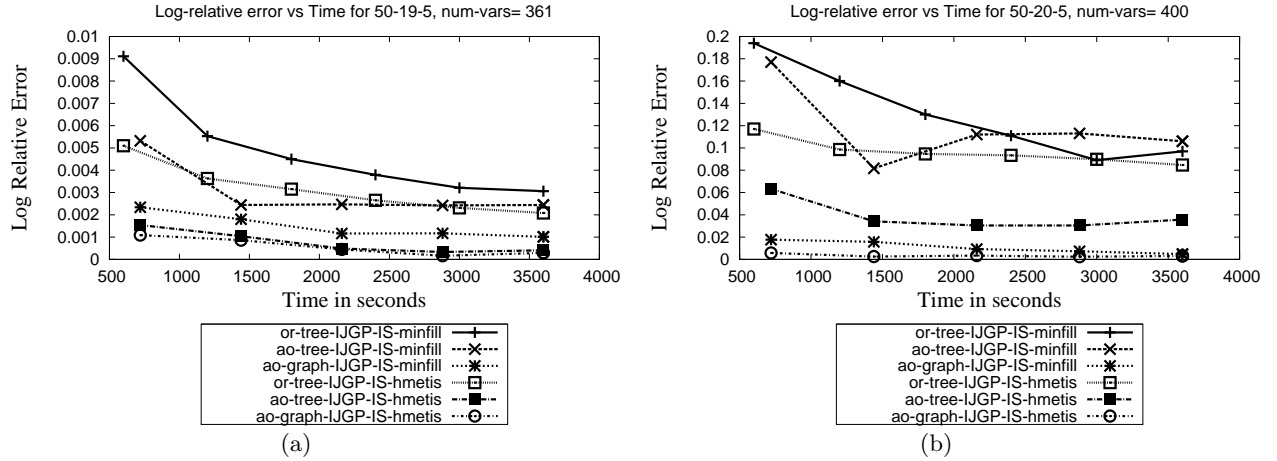 Log-relative error vs Time for 50-19-5, num-vars= 361
Log Relative Error
0.01
0.009
0.008
0.007
0.006
0.005
0.004
0.003
0.002
0.001
0
500 1000 1500 2000 2500 3000 3500 4000
Time in seconds
or-tree-IJGP-IS-minfill
ao-tree-IJGP-IS-minfill
ao-graph-IJGP-IS-minfill
or-tree-IJGP-IS-hmetis
ao-tree-IJGP-IS-hmetis
ao-graph-IJGP-IS-hmetis
(a)
Log-relative error vs Time for 50-20-5, num-vars= 400
Log Relative Error
0.2
0.18
0.16
0.14
0.12
0.1
0.08
0.06
0.04
0.02
0
500 1000 1500 2000 2500 3000 3500 4000
Time in seconds
or-tree-IJGP-IS-minfill
ao-tree-IJGP-IS-minfill
ao-graph-IJGP-IS-minfill
or-tree-IJGP-IS-hmetis
ao-tree-IJGP-IS-hmetis
ao-graph-IJGP-IS-hmetis
(b)